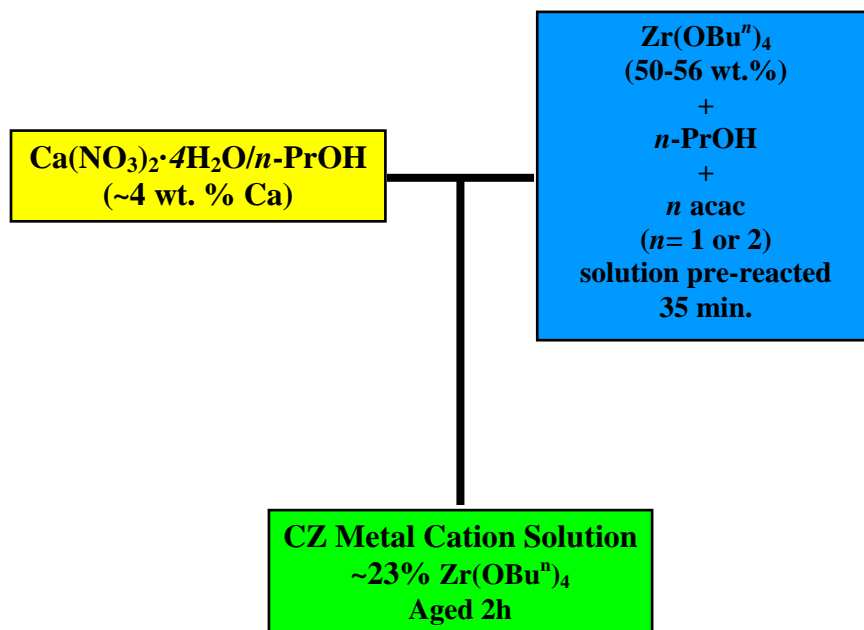 Ca(NO₃)₂·4H₂O/n-PrOH
(~4 wt. % Ca)
Zr(OBuⁿ)₄
(50-56 wt.%)
+
n-PrOH
+
n acac
(n= 1 or 2)
solution pre-reacted
35 min.
CZ Metal Cation Solution
~23% Zr(OBuⁿ)₄
Aged 2h